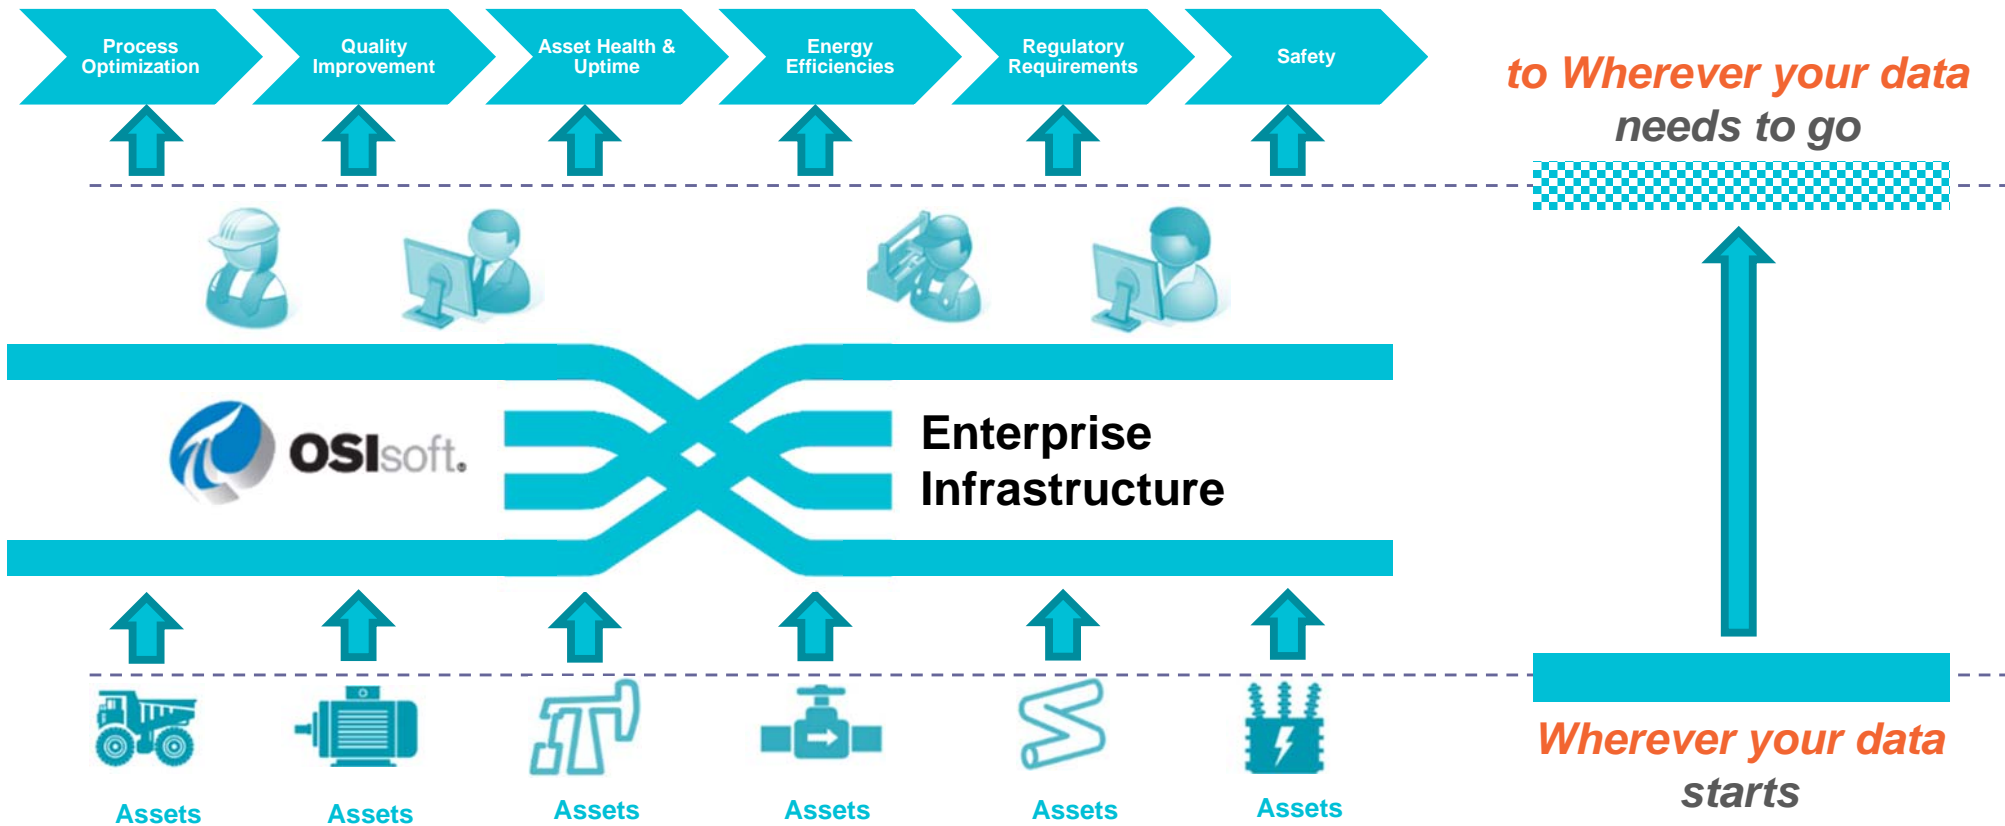 Process
Optimization
Quality
Improvement
Asset Health &
Uptime
Energy
Efficiencies
Regulatory
Requirements
Safety
to Wherever your data
needs to go
OSIsoft.
Enterprise
Infrastructure
Wherever your data
starts
Assets
Assets
Assets
Assets
Assets
Assets